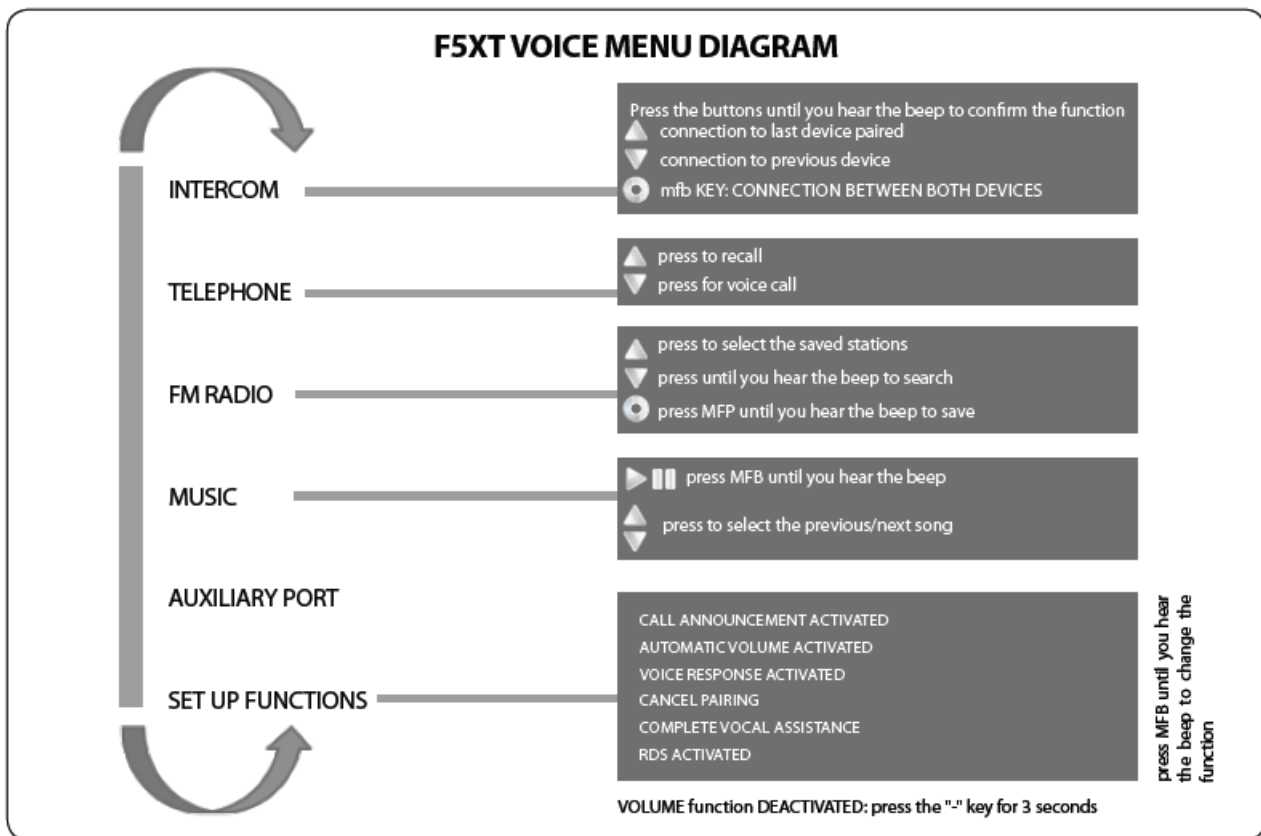 F5XT VOICE MENU DIAGRAM
INTERCOM
Press the buttons until you hear the beep to confirm the function
connection to last device paired
connection to previous device
mfb KEY: CONNECTION BETWEEN BOTH DEVICES
TELEPHONE
press to recall
press for voice call
FM RADIO
press to select the saved stations
press until you hear the beep to search
press MFP until you hear the beep to save
MUSIC
press MFB until you hear the beep
press to select the previous/next song
AUXILIARY PORT
SET UP FUNCTIONS
CALL ANNOUNCEMENT ACTIVATED
AUTOMATIC VOLUME ACTIVATED
VOICE RESPONSE ACTIVATED
CANCEL PAIRING
COMPLETE VOCAL ASSISTANCE
RDS ACTIVATED
press MFB until you hear
the beep to change the
function
VOLUME function DEACTIVATED: press the "-" key for 3 seconds